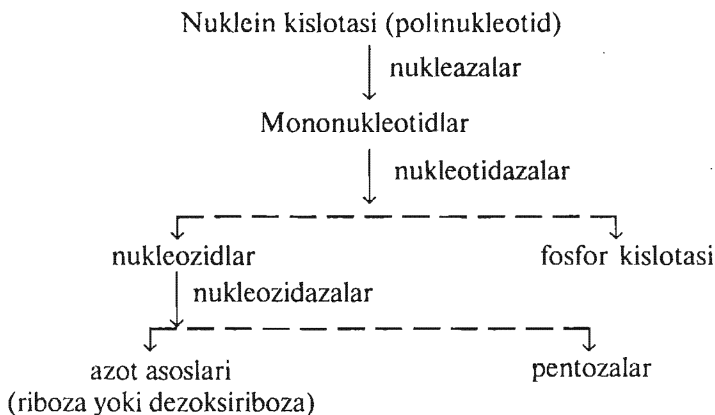 Nuklein kislotasi (polinukleotid)
nukleazalar
Mononukleotidlar
nukleotidazalar
nukleozidlar
fosfor kislotasi
nukleozidazalar
azot asoslari
(riboza yoki dezoksiriboza)
pentozalar